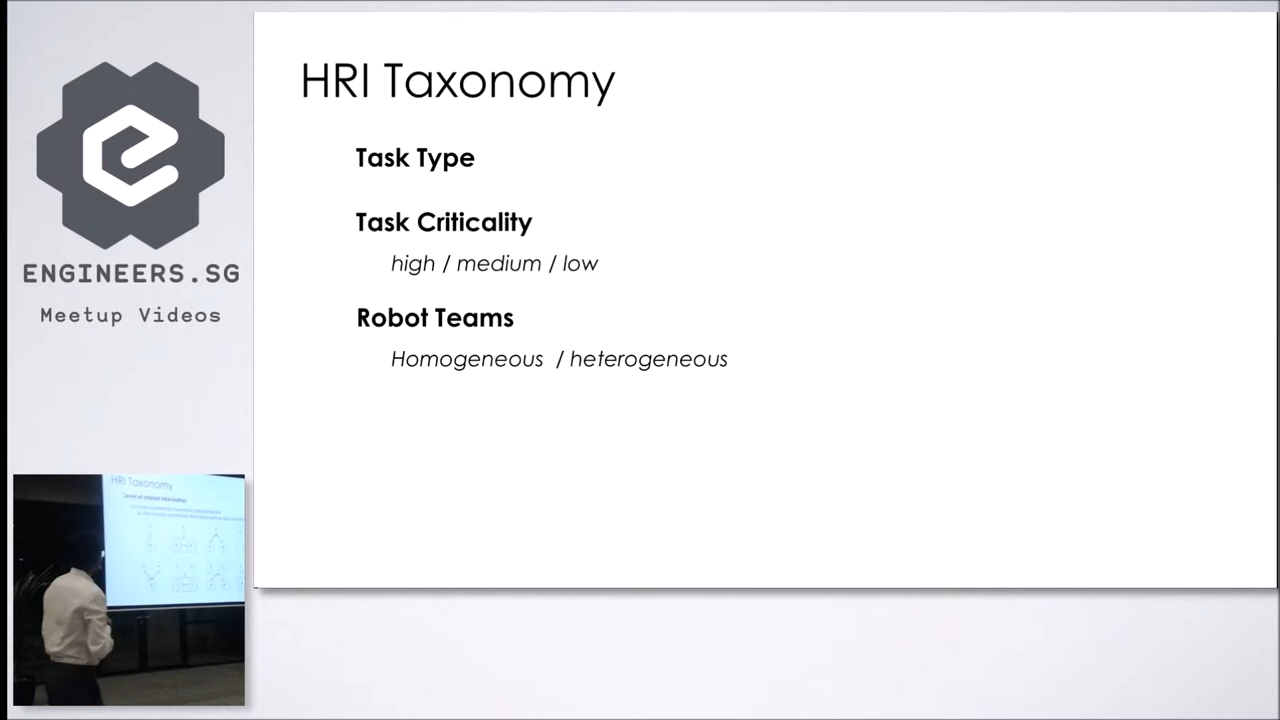 HRI Taxonomy
Task Type
Task Criticality
high / medium / low
Robot Teams
Homogeneous / heterogeneous
ENGINEERS.SG
Meetup Videos
HRI Taxonomy